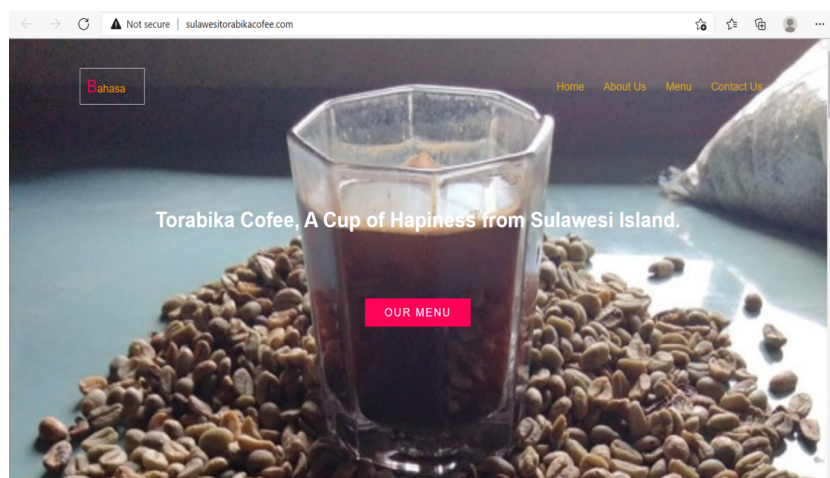 Not secure | sulawesitorabikacofee.com
Bahasa
Home About Us Menu Contact Us
Torabika Cofee, A Cup of Hapiness from Sulawesi Island.
OUR MENU